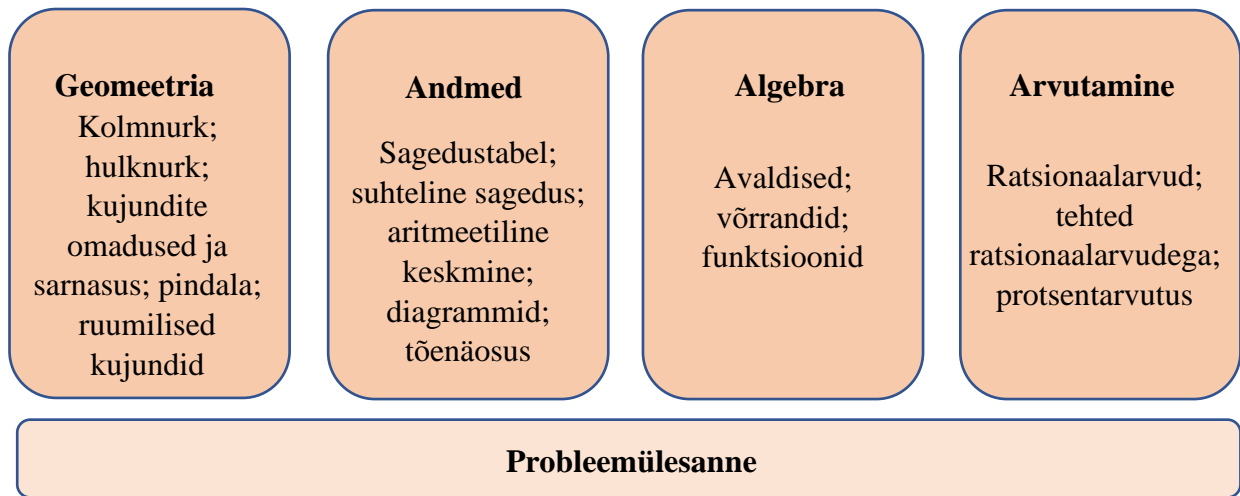 Geomeetria
Kolmnurk;
hulknurk;
kujundite
omadused ja
sarnasus; pindala;
ruumilised
kujundid
Andmed
Sagedustabel;
suhteline sagedus;
aritmeetiline
keskmine;
diagrammid;
tõenäosus
Algebra
Avaldised;
võrrandid;
funktsioonid
Arvutamine
Ratsionaalarvud;
tehted
ratsionaalarvudega;
protsentarvutus
Probleemülesanne